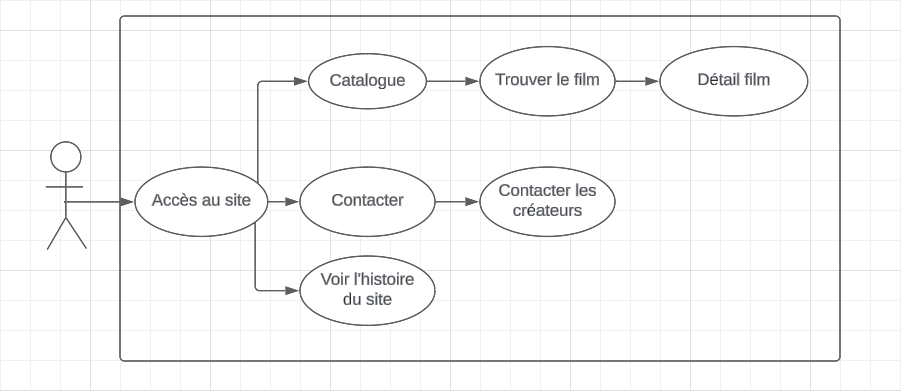 Catalogue
Trouver le film
Détail film
Accès au site
Contacter
Contacter les
créateurs
Voir l'histoire
du site